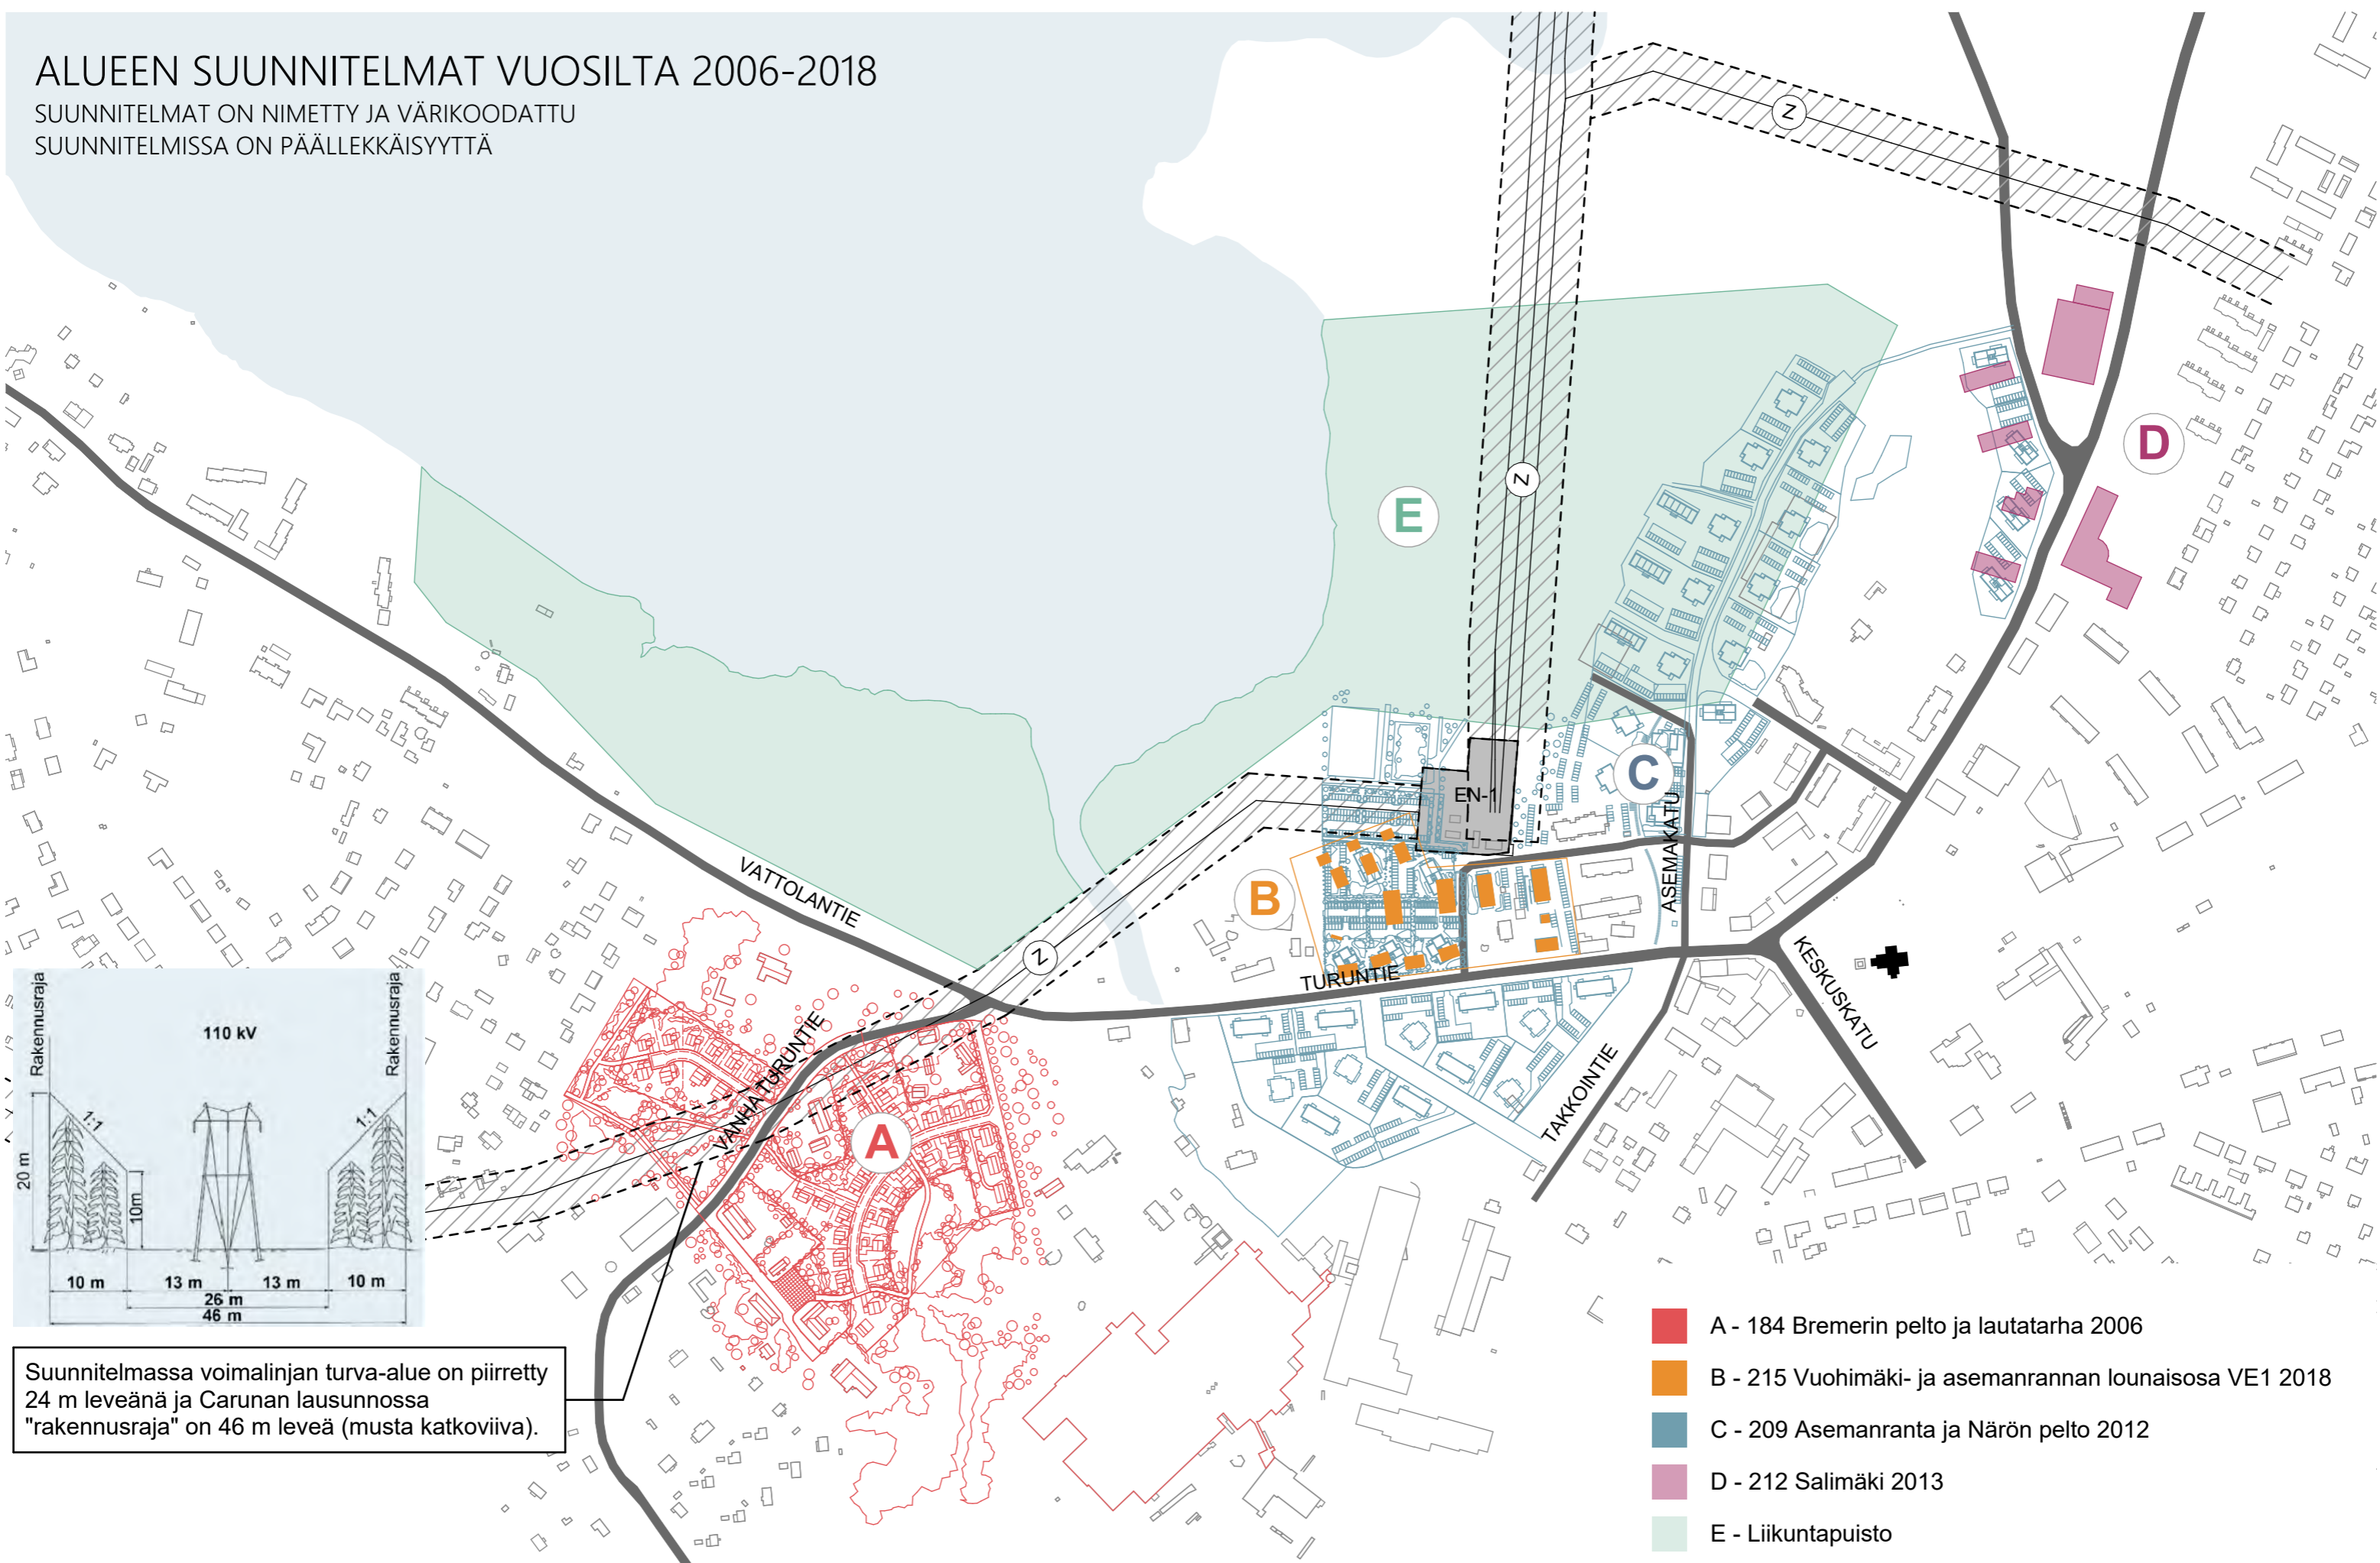 ALUEEN SUUNNITELMAT VUOSILTA 2006-2018
SUUNNITELMAT ON NIMETTY JA VÄRIKOODATTU
SUUNNITELMISSA ON PÄÄLLEKKÄISYYTTÄ
Z
D
E
Z
C
EN-1
ASEMAKATU
B
VATTOLANTIE
Z
TURUNTIE
KESKUSKATU
VANHA TURUNTIE
TAKKOINTIE
A
Rakennusraja
Rakennusraja
110 kV
1:1
1:1
20 m
10m
10 m
13 m
13 m
10 m
26 m
46 m
Suunnitelmassa voimalinjan turva-alue on piirretty
24 m leveänä ja Carunan lausunnossa
"rakennusraja" on 46 m leveä (musta katkoviiva).
A - 184 Bremerin pelto ja lautatarha 2006
B - 215 Vuohimäki- ja asemanrannan lounaisosa VE1 2018
C - 209 Asemanranta ja Närön pelto 2012
D - 212 Salimäki 2013
E - Liikuntapuisto